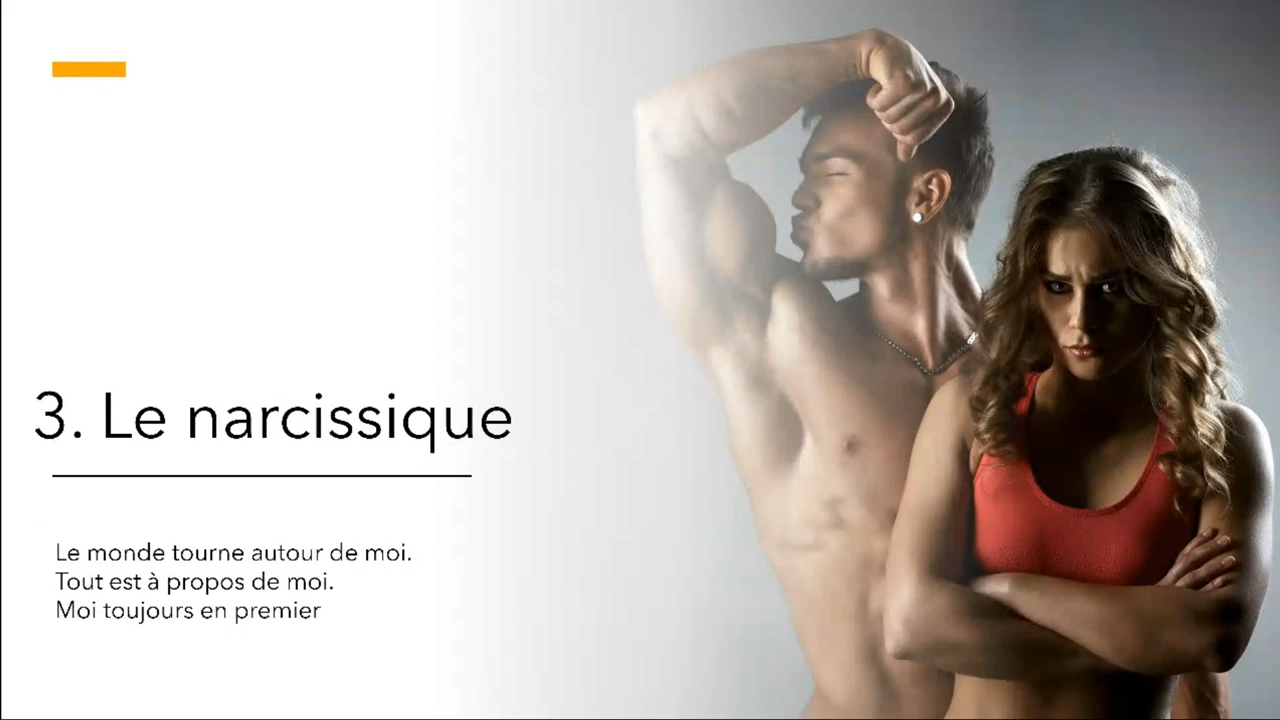 3. Le narcissique
Le monde tourne autour de moi.
Tout est à propos de moi.
Moi toujours en premier